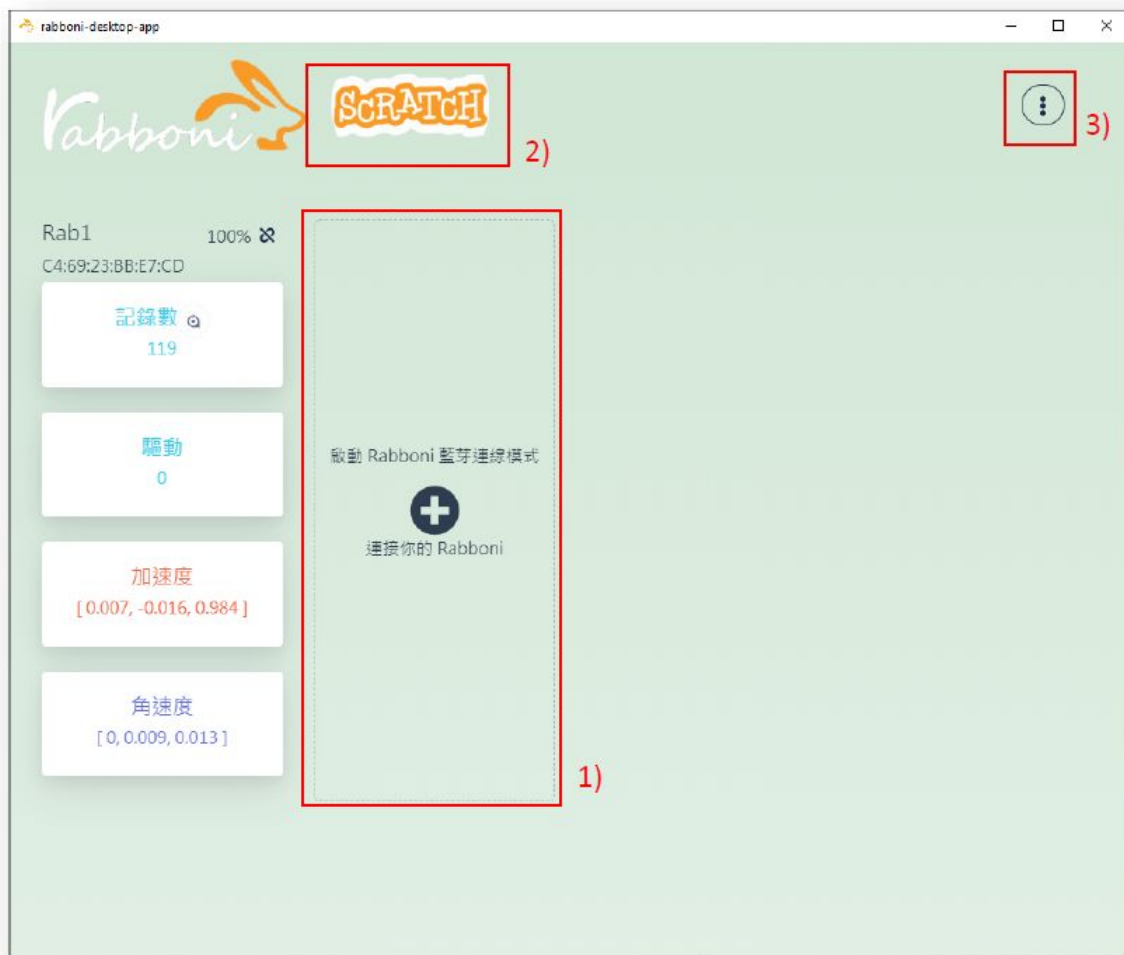 rabboni-desktop-app
rabboni
SCRATCH
2)
3)
Rab1 100%
C4:69:23:BB:E7:CD
記錄數
119
驅動
0
加速度
[ 0.007, -0.016, 0.984 ]
角速度
[ 0, 0.009, 0.013 ]
啟動 Rabboni 藍芽連線模式
連接你的 Rabboni
1)